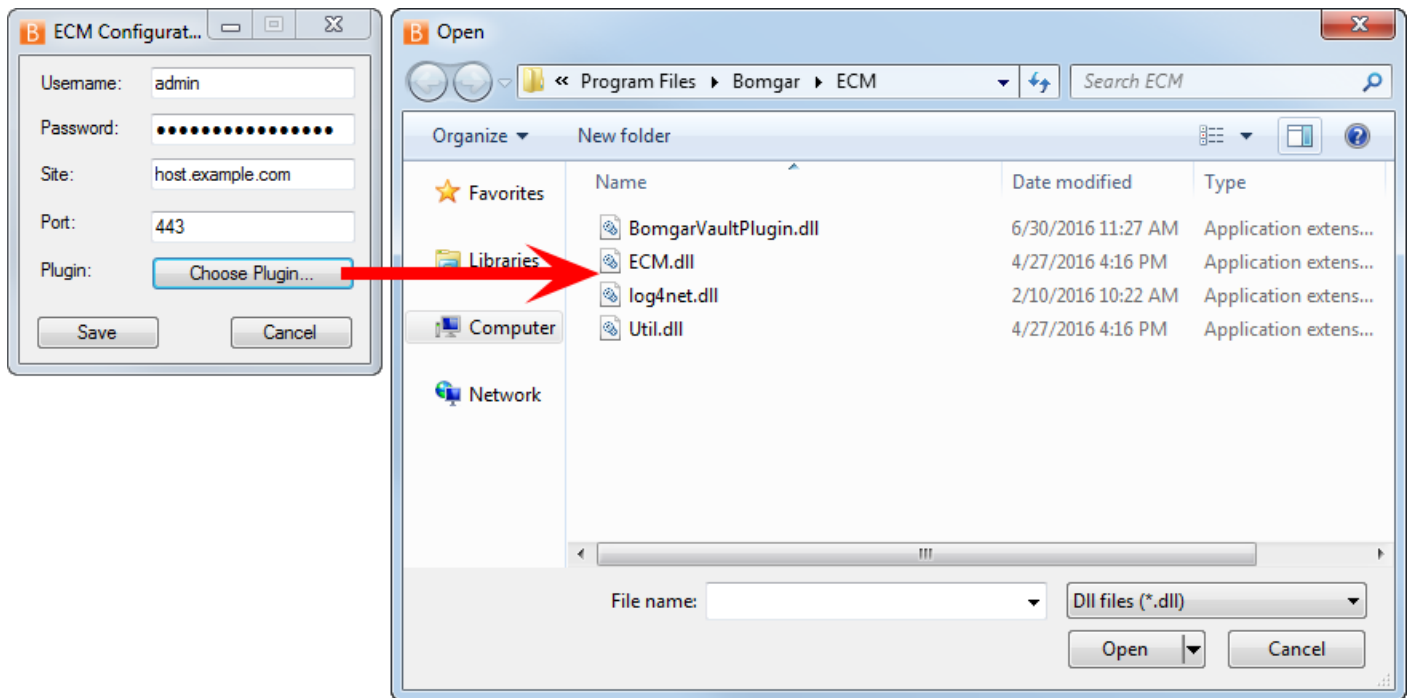 B ECM Configurat...
Username: admin
Password: ••••••••••••••••
Site: host.example.com
Port: 443
Plugin: Choose Plugin...
Save Cancel
B Open
« Program Files Bomgar ECM Search ECM
Organize New folder
Favorites
Libraries
Computer
Network
Name Date modified Type
BomgarVaultPlugin.dll 6/30/2016 11:27 AM Application extens...
ECM.dll 4/27/2016 4:16 PM Application extens...
log4net.dll 2/10/2016 10:22 AM Application extens...
Util.dll 4/27/2016 4:16 PM Application extens...
File name: Dll files (*.dll)
Open Cancel